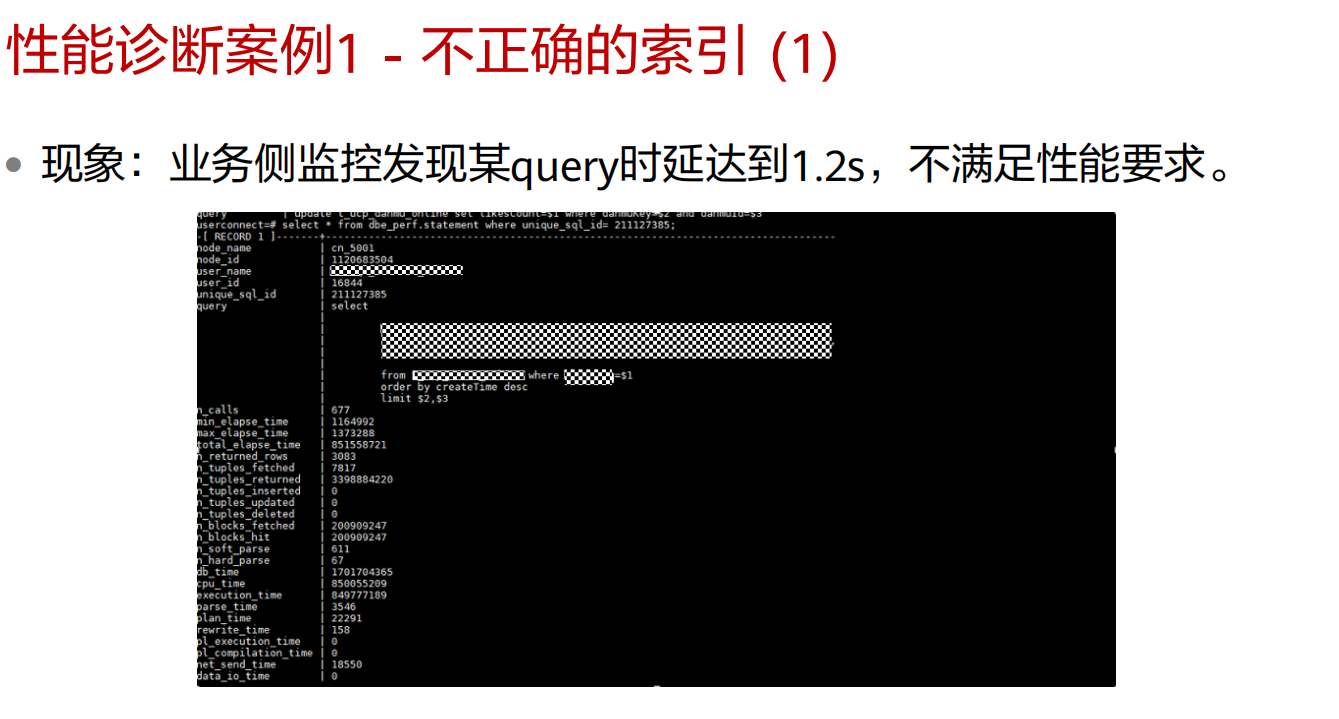 性能诊断案例1 - 不正确的索引 (1)
现象：业务侧监控发现某query时延达到1.2s，不满足性能要求。
query | update t_ucp_danmu_online set likesCount=$1 where danmuKey=$2 and danmuId=$3
userconnect=# select * from dbe_perf.statement where unique_sql_id= 211127385;
-[ RECORD 1 ]-------+--------------------------------------------------------------------------------
node_name | cn_5001
node_id | 1120683504
user_name |
user_id | 16844
unique_sql_id | 211127385
query | select
from where =$1
order by createTime desc
limit $2,$3
n_calls | 677
min_elapse_time | 1164992
max_elapse_time | 1373288
total_elapse_time | 851558721
n_returned_rows | 3083
n_tuples_fetched | 7817
n_tuples_returned | 3398884220
n_tuples_inserted | 0
n_tuples_updated | 0
n_tuples_deleted | 0
n_blocks_fetched | 200909247
n_blocks_hit | 200909247
n_soft_parse | 611
n_hard_parse | 67
db_time | 1701704365
cpu_time | 850055209
execution_time | 849777189
parse_time | 3546
plan_time | 22291
rewrite_time | 158
pl_execution_time | 0
pl_compilation_time | 0
net_send_time | 18550
data_io_time | 0